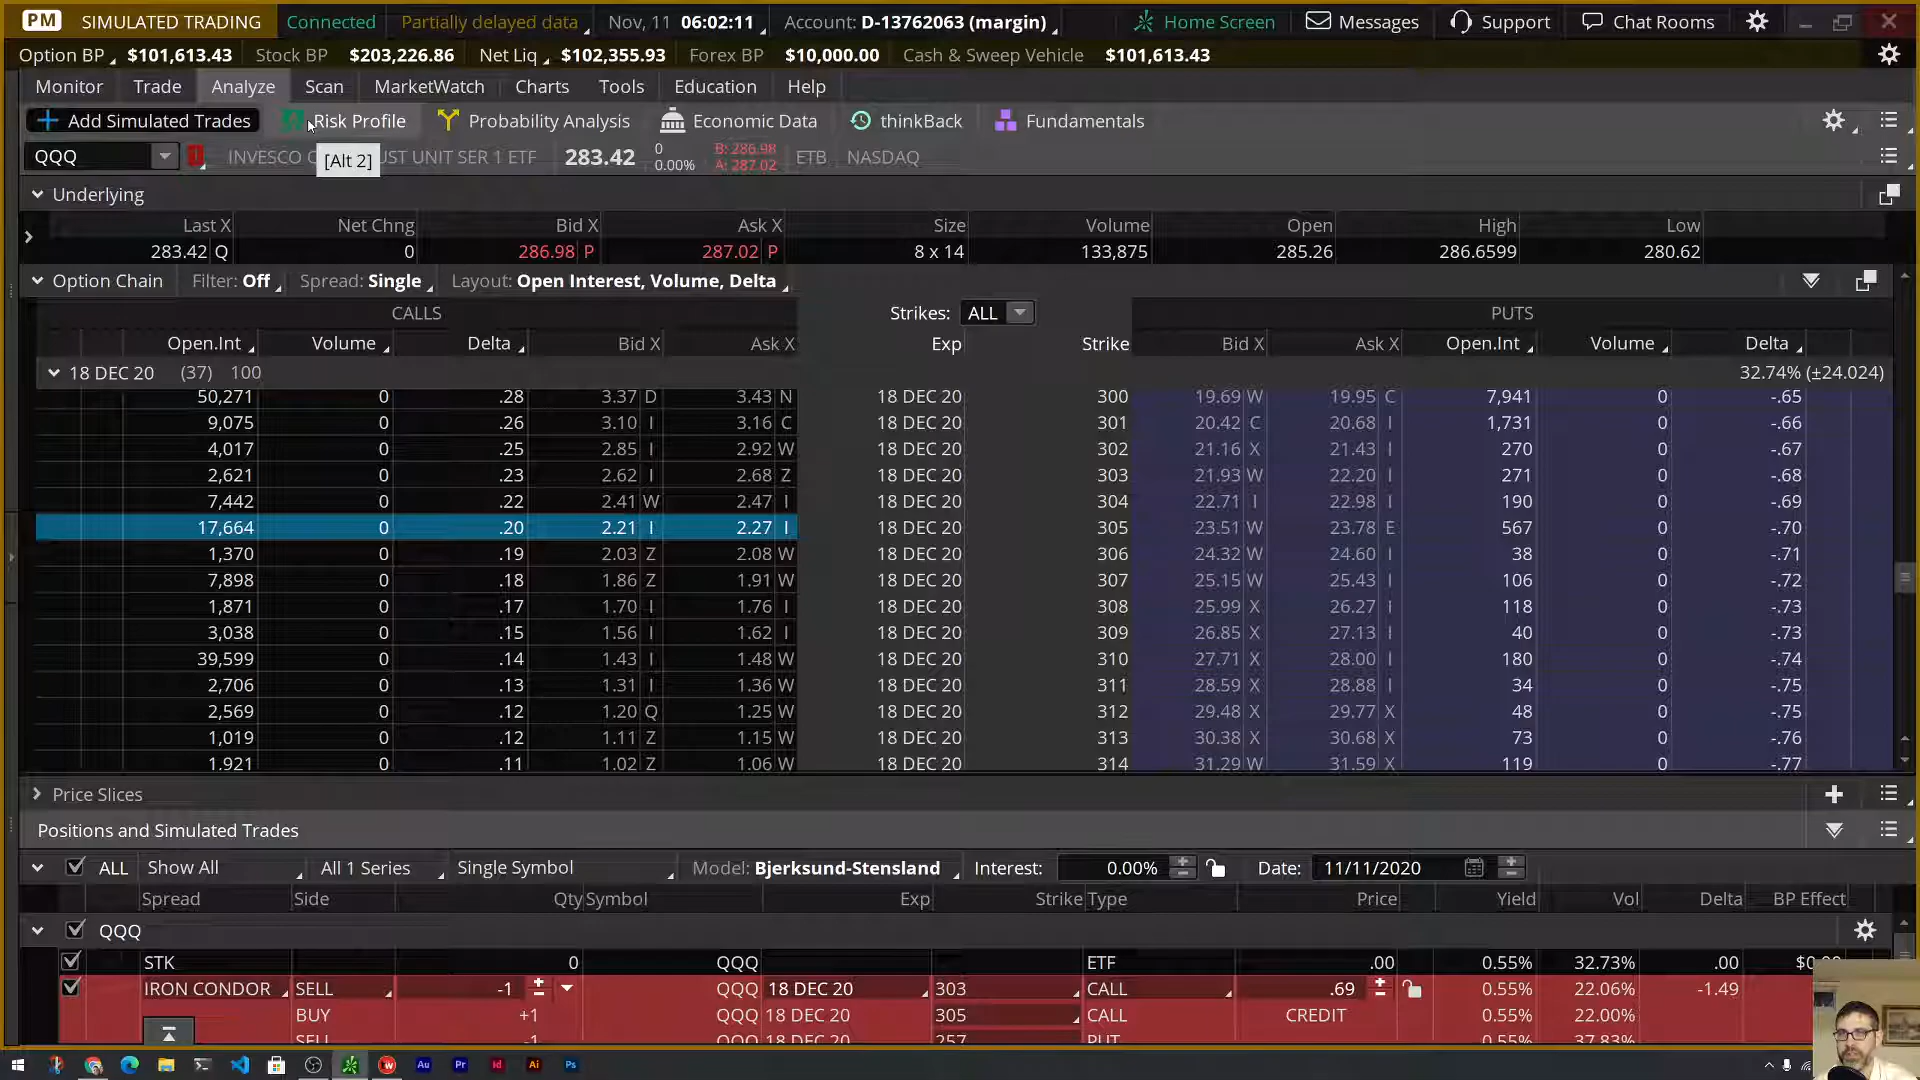 PM SIMULATED TRADING Connected Partially delayed data Nov, 11 06:02:11 Account: D-13762063 (margin) Home Screen Messages Support Chat Rooms
Option BP $101,613.43 Stock BP $203,226.86 Net Liq $102,355.93 Forex BP $10,000.00 Cash & Sweep Vehicle $101,613.43
Monitor Trade Analyze Scan MarketWatch Charts Tools Education Help
Add Simulated Trades Risk Profile Probability Analysis Economic Data thinkBack Fundamentals
QQQ INVESCO UST UNIT SER 1 ETF 283.42 0 0.00% B: 286.98 A: 287.02 ETB NASDAQ
[Alt 2]
Underlying
Last X Net Chng Bid X Ask X Size Volume Open High Low
283.42 Q 0 286.98 P 287.02 P 8 x 14 133,875 285.26 286.6599 280.62
Option Chain Filter: Off Spread: Single Layout: Open Interest, Volume, Delta
CALLS Strikes: ALL PUTS
Open.Int Volume Delta Bid X Ask X Exp Strike Bid X Ask X Open.Int Volume Delta
18 DEC 20 (37) 100 32.74% (±24.024)
50,271 0 .28 3.37 D 3.43 N 18 DEC 20 300 19.69 W 19.95 C 7,941 0 -.65
9,075 0 .26 3.10 I 3.16 C 18 DEC 20 301 20.42 C 20.68 I 1,731 0 -.66
4,017 0 .25 2.85 I 2.92 W 18 DEC 20 302 21.16 X 21.43 I 270 0 -.67
2,621 0 .23 2.62 I 2.68 Z 18 DEC 20 303 21.93 W 22.20 I 271 0 -.68
7,442 0 .22 2.41 W 2.47 I 18 DEC 20 304 22.71 I 22.98 I 190 0 -.69
17,664 0 .20 2.21 I 2.27 I 18 DEC 20 305 23.51 W 23.78 E 567 0 -.70
1,370 0 .19 2.03 Z 2.08 W 18 DEC 20 306 24.32 W 24.60 I 38 0 -.71
7,898 0 .18 1.86 Z 1.91 W 18 DEC 20 307 25.15 W 25.43 I 106 0 -.72
1,871 0 .17 1.70 I 1.76 I 18 DEC 20 308 25.99 X 26.27 I 118 0 -.73
3,038 0 .15 1.56 I 1.62 I 18 DEC 20 309 26.85 X 27.13 I 40 0 -.73
39,599 0 .14 1.43 I 1.48 W 18 DEC 20 310 27.71 X 28.00 I 180 0 -.74
2,706 0 .13 1.31 I 1.36 W 18 DEC 20 311 28.59 X 28.88 I 34 0 -.75
2,569 0 .12 1.20 Q 1.25 W 18 DEC 20 312 29.48 X 29.77 X 48 0 -.75
1,019 0 .12 1.11 Z 1.15 W 18 DEC 20 313 30.38 X 30.68 X 73 0 -.76
1,921 0 .11 1.02 Z 1.06 W 18 DEC 20 314 31.29 W 31.59 X 119 0 -.77
Price Slices
Positions and Simulated Trades
ALL Show All All 1 Series Single Symbol Model: Bjerksund-Stensland Interest: 0.00% Date: 11/11/2020
Spread Side Qty Symbol Exp Strike Type Price Yield Vol Delta BP Effect
QQQ
STK 0 QQQ ETF .00 0.55% 32.73% .00
IRON CONDOR SELL -1 QQQ 18 DEC 20 303 CALL .69 0.55% 22.06% -1.49
BUY +1 QQQ 18 DEC 20 305 CALL CREDIT 0.55% 22.00%
SELL -1 QQQ 18 DEC 20 257 PUT 0.55% 37.83%
Au Pr Id Ai Ps